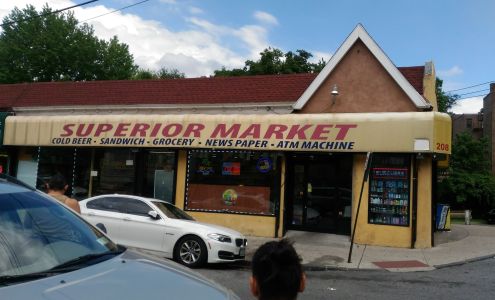 SUPERIOR MARKET
COLD BEER - SANDWICH - GROCERY - NEWS PAPER - ATM MACHINE
208